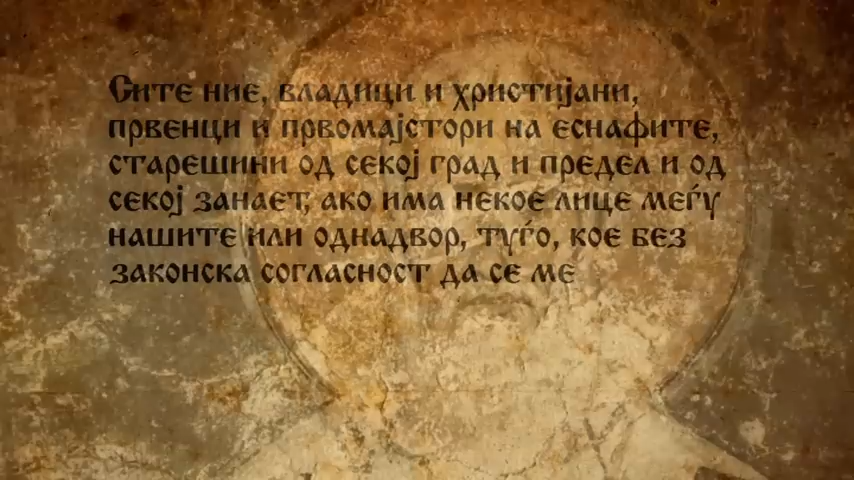 Сите ние, владици и христијани,
првенци и првомајстори на еснафите,
старешини од секој град и предел и од
секој занает, ако има некое лице меѓу
нашите или однадвор, туѓо, кое без
законска согласност да се ме